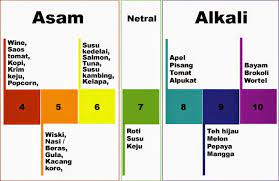 Asam
Netral
Alkali
Wine,
Saos
tomat,
Kopi,
Krim
keju,
Popcorn,
Susu
kedelai,
Salmon,
Tuna,
Susu
kambing,
Kelapa,
Apel
Pisang
Tomat
Alpukat
Bayam
Brokoli
Wortel
4
5
6
7
8
9
10
Wiski,
Nasi /
Beras,
Gula,
Kacang
koro,
Roti
Susu
Keju
Teh hijau
Melon
Pepaya
Mangga